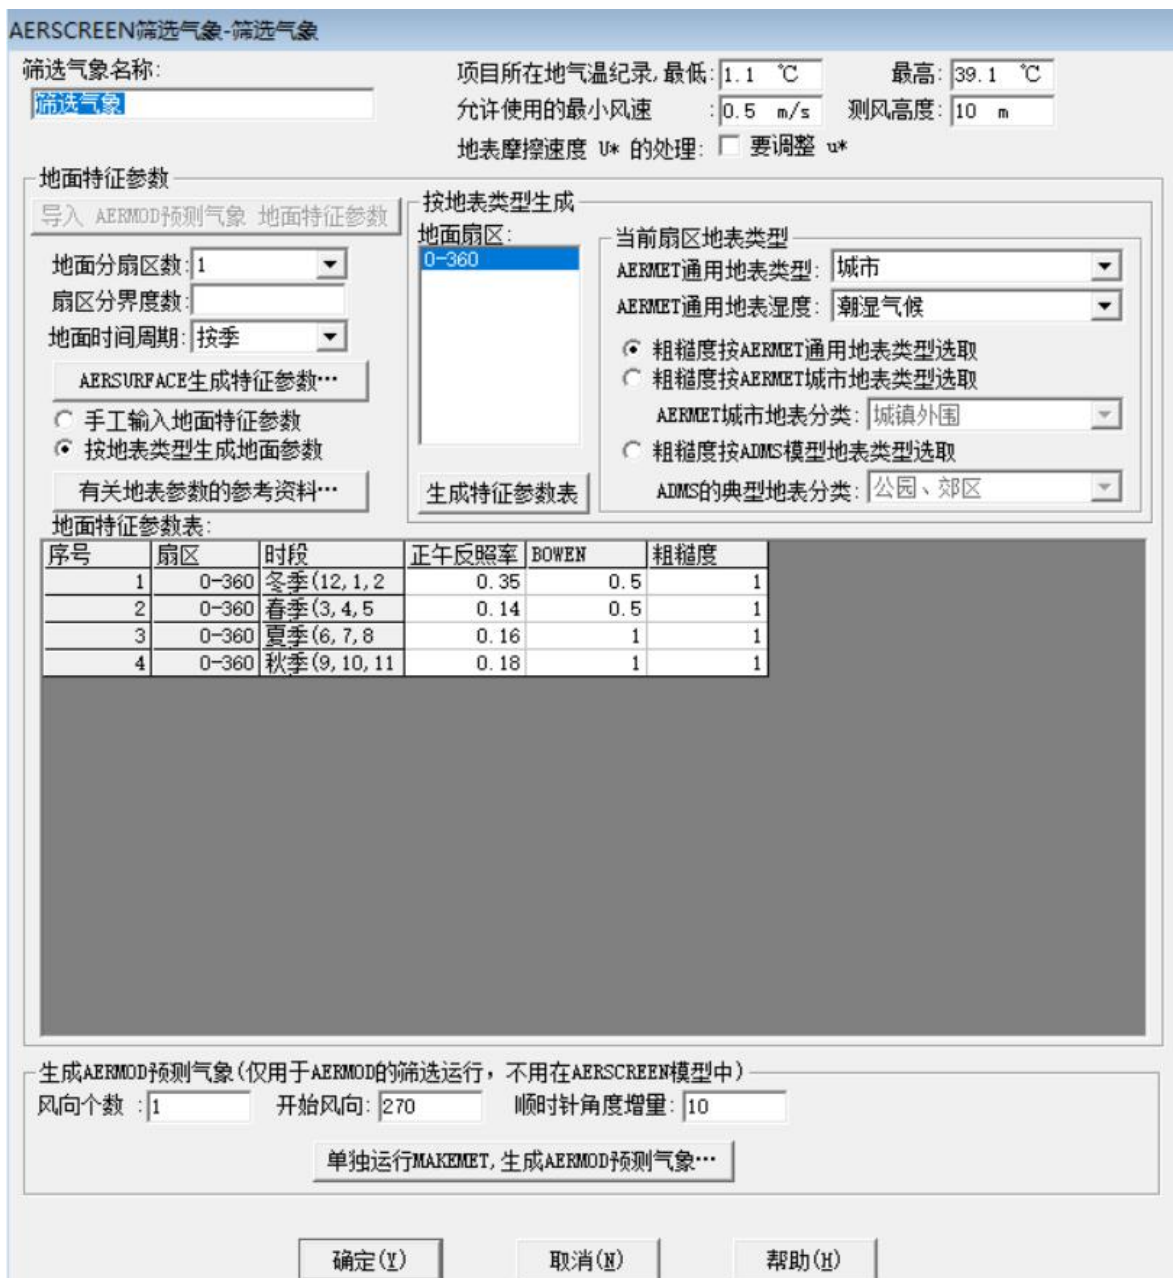 AERSCREEN筛选气象-筛选气象
筛选气象名称:
筛选气象
项目所在地气温纪录,最低: 1.1 ℃ 最高: 39.1 ℃
允许使用的最小风速 : 0.5 m/s 测风高度: 10 m
地表摩擦速度 U* 的处理: 要调整 u*
地面特征参数
导入 AERMOD预测气象 地面特征参数
地面分扇区数: 1
扇区分界度数:
地面时间周期: 按季
AERSURFACE生成特征参数…
手工输入地面特征参数
按地表类型生成地面参数
有关地表参数的参考资料…
按地表类型生成
地面扇区:
0-360
生成特征参数表
当前扇区地表类型
AERMET通用地表类型: 城市
AERMET通用地表湿度: 潮湿气候
粗糙度按AERMET通用地表类型选取
粗糙度按AERMET城市地表类型选取
AERMET城市地表分类: 城镇外围
粗糙度按ADMS模型地表类型选取
ADMS的典型地表分类: 公园、郊区
地面特征参数表:
序号 扇区 时段 正午反照率 BOWEN 粗糙度
1 0-360 冬季(12,1,2 0.35 0.5 1
2 0-360 春季(3,4,5 0.14 0.5 1
3 0-360 夏季(6,7,8 0.16 1 1
4 0-360 秋季(9,10,11 0.18 1 1
生成AERMOD预测气象(仅用于AERMOD的筛选运行，不用在AERSCREEN模型中)
风向个数 : 1 开始风向: 270 顺时针角度增量: 10
单独运行MAKEMET,生成AERMOD预测气象…
确定(Y) 取消(N) 帮助(H)